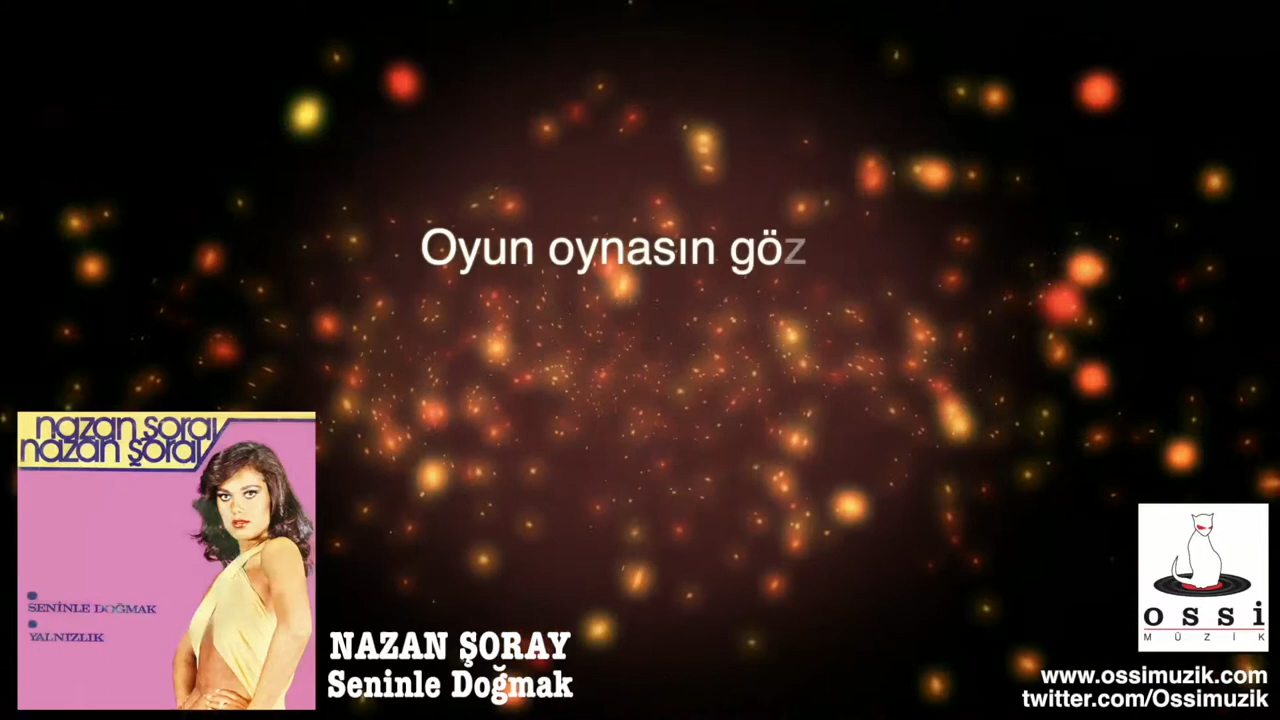 Oyun oynasın göz
nazan şoray
nazan şoray
SENİNLE DOĞMAK
YALNIZLIK
NAZAN ŞORAY
Seninle Doğmak
ossi
MÜZİK
www.ossimuzik.com
twitter.com/Ossimuzik